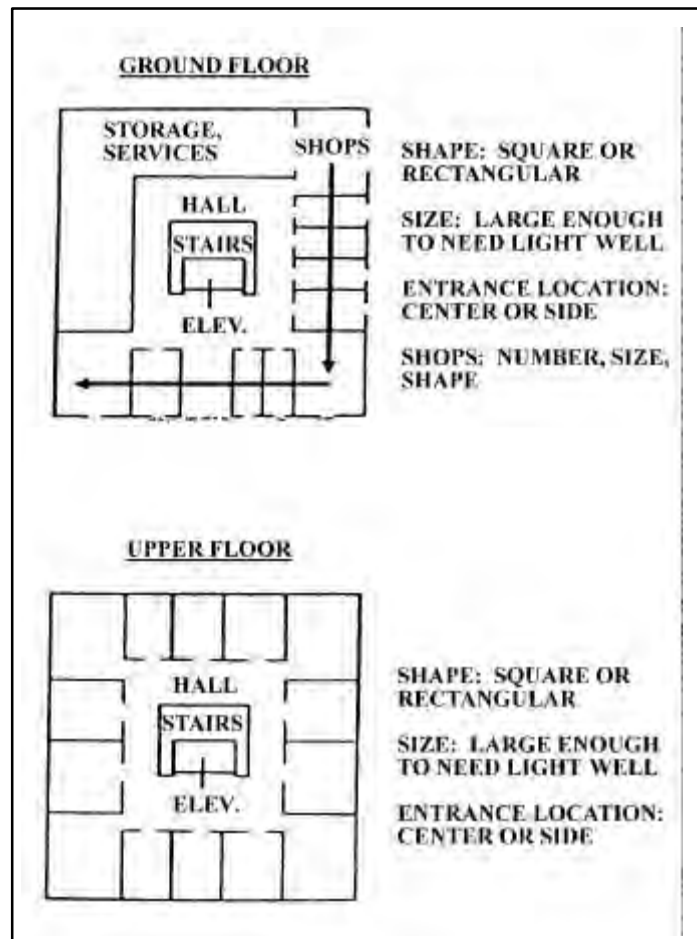 GROUND FLOOR
STORAGE,
SERVICES
SHOPS
HALL
STAIRS
ELEV.
SHAPE: SQUARE OR
RECTANGULAR
SIZE: LARGE ENOUGH
TO NEED LIGHT WELL
ENTRANCE LOCATION:
CENTER OR SIDE
SHOPS: NUMBER, SIZE,
SHAPE
UPPER FLOOR
HALL
STAIRS
ELEV.
SHAPE: SQUARE OR
RECTANGULAR
SIZE: LARGE ENOUGH
TO NEED LIGHT WELL
ENTRANCE LOCATION:
CENTER OR SIDE